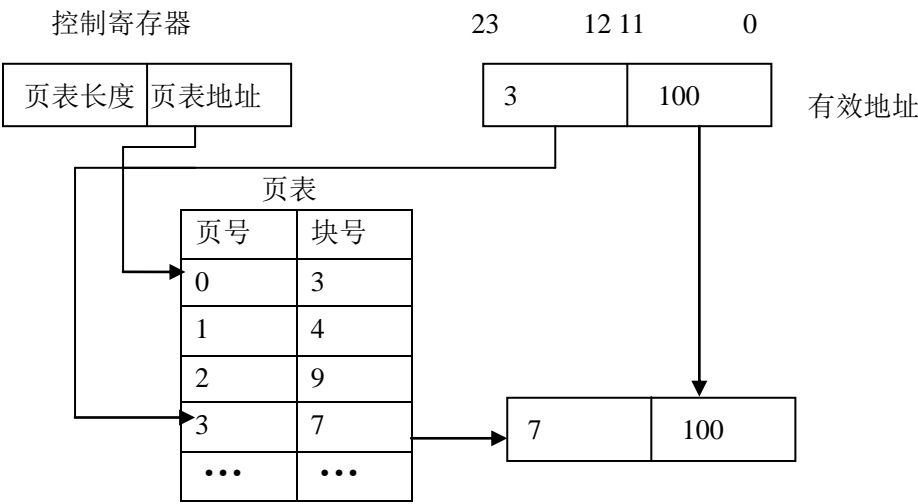 控制寄存器 23 12 11 0
页表长度 页表地址 3 100 有效地址
页表
页号 块号
0 3
1 4
2 9
3 7 7 100
••• •••